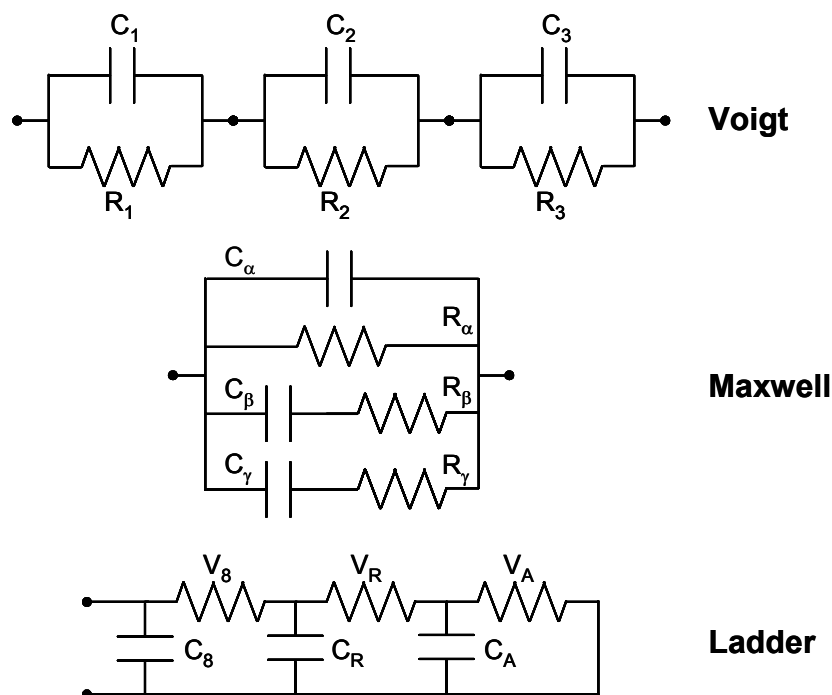 C1 C2 C3
Voigt
R1 R2 R3
Cα
Rα
Cβ Rβ
Maxwell
Cγ Rγ
V8 VR VA
C8 CR CA
Ladder